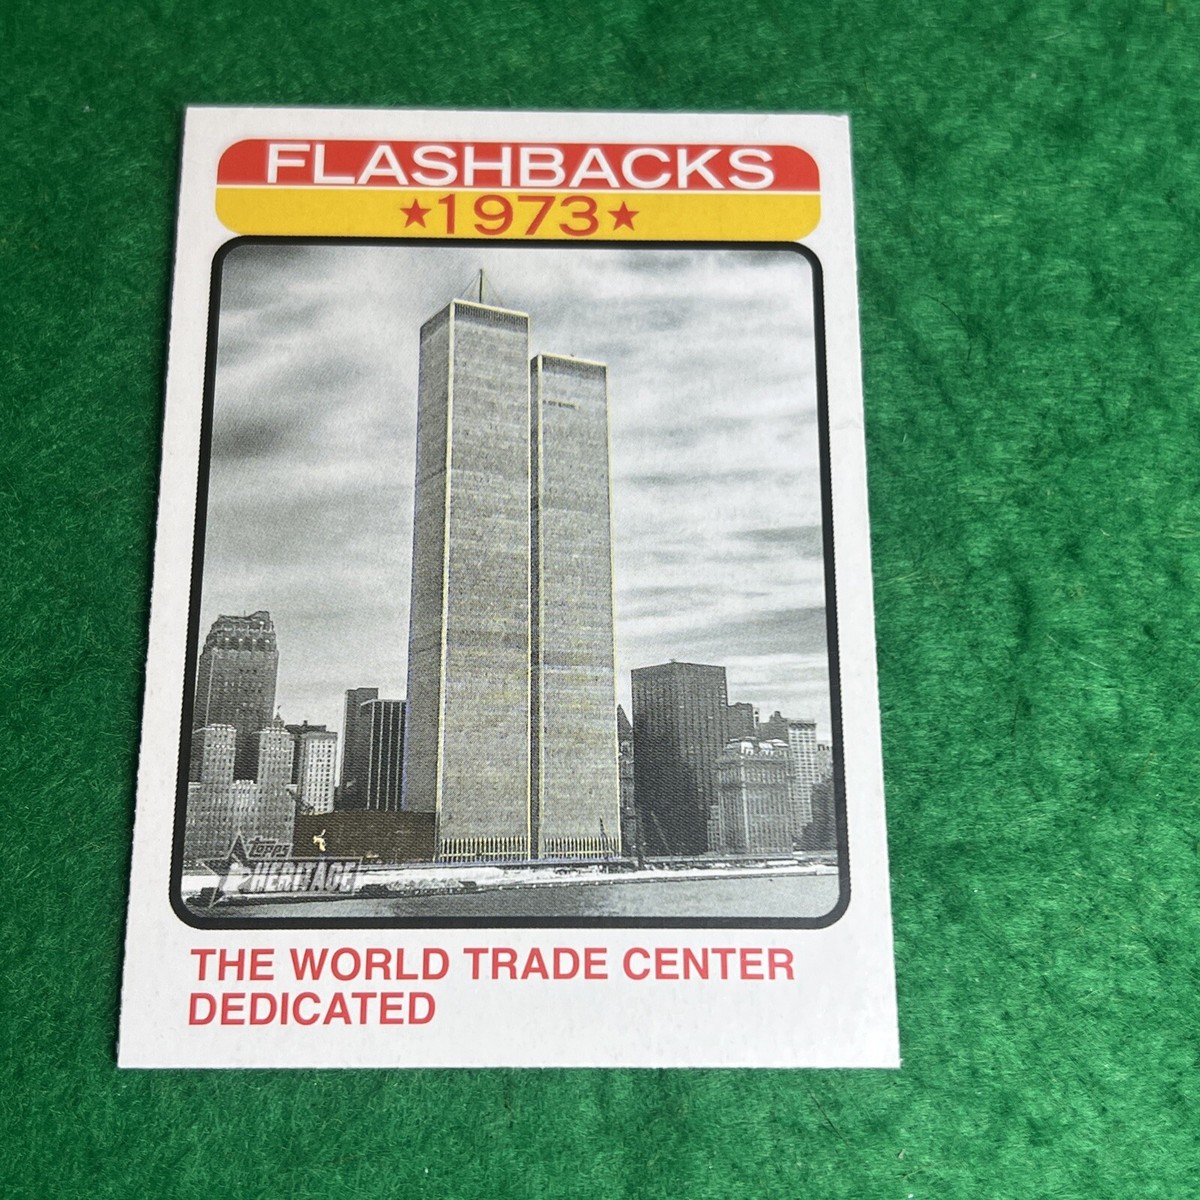 FLASHBACKS
★1973★
topps
HERITAGE
THE WORLD TRADE CENTER
DEDICATED